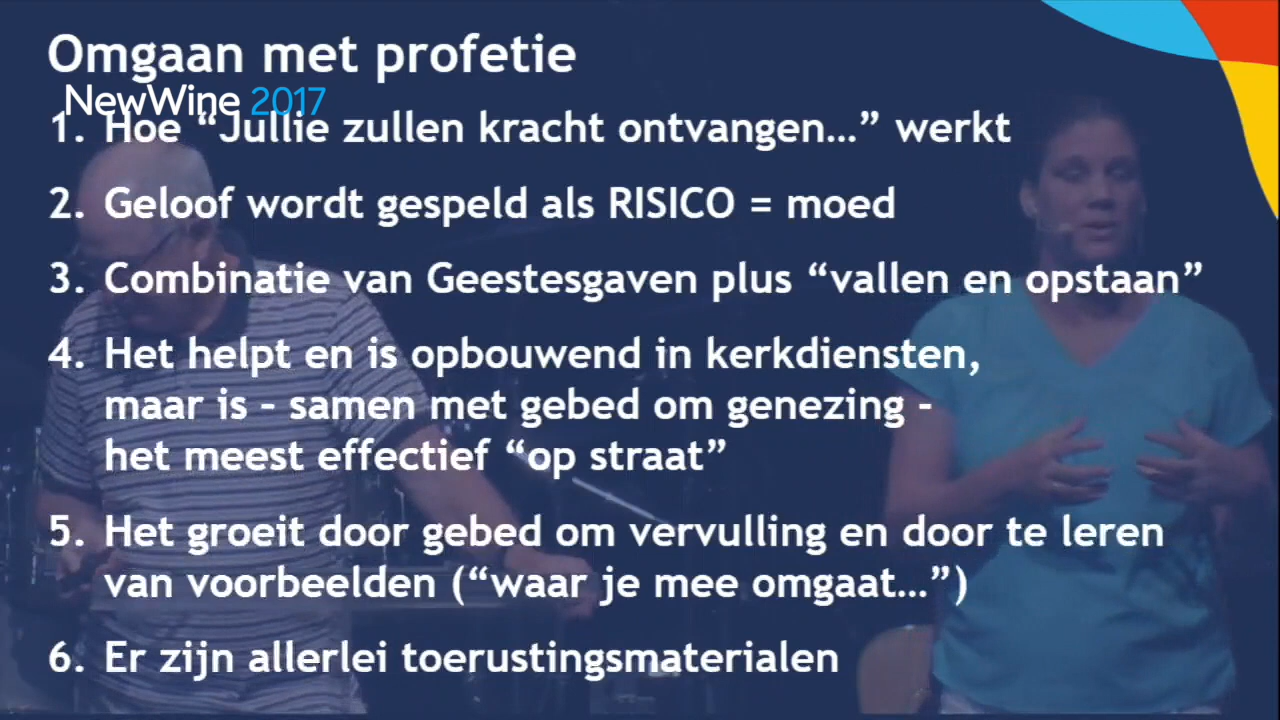 Omgaan met profetie
NewWine 2017
1. Hoe “Jullie zullen kracht ontvangen…” werkt
2. Geloof wordt gespeld als RISICO = moed
3. Combinatie van Geestesgaven plus “vallen en opstaan”
4. Het helpt en is opbouwend in kerkdiensten,
maar is – samen met gebed om genezing -
het meest effectief “op straat”
5. Het groeit door gebed om vervulling en door te leren
van voorbeelden (“waar je mee omgaat…”)
6. Er zijn allerlei toerustingsmaterialen